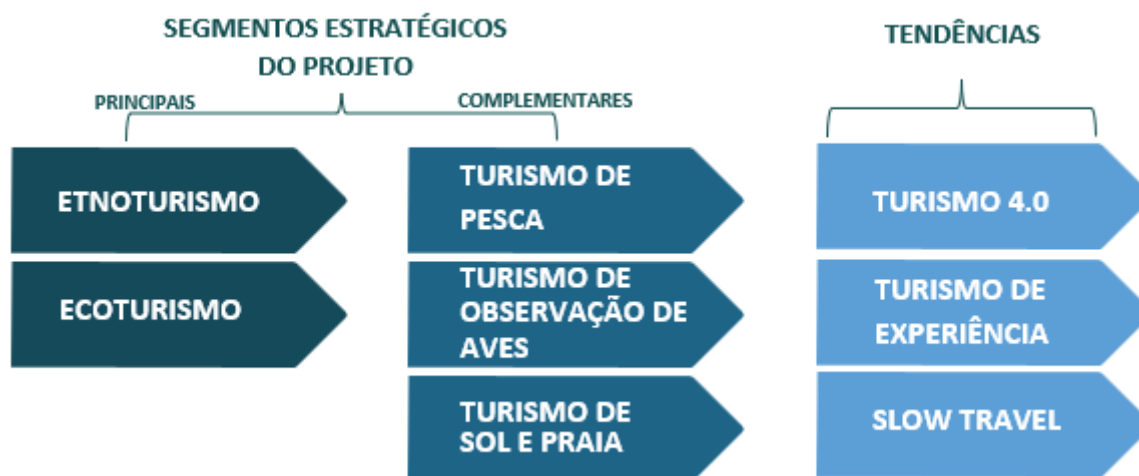 SEGMENTOS ESTRATÉGICOS
DO PROJETO
PRINCIPAIS
COMPLEMENTARES
ETNOTURISMO
ECOTURISMO
TURISMO DE
PESCA
TURISMO DE
OBSERVAÇÃO DE
AVES
TURISMO DE
SOL E PRAIA
TENDÊNCIAS
TURISMO 4.0
TURISMO DE
EXPERIÊNCIA
SLOW TRAVEL